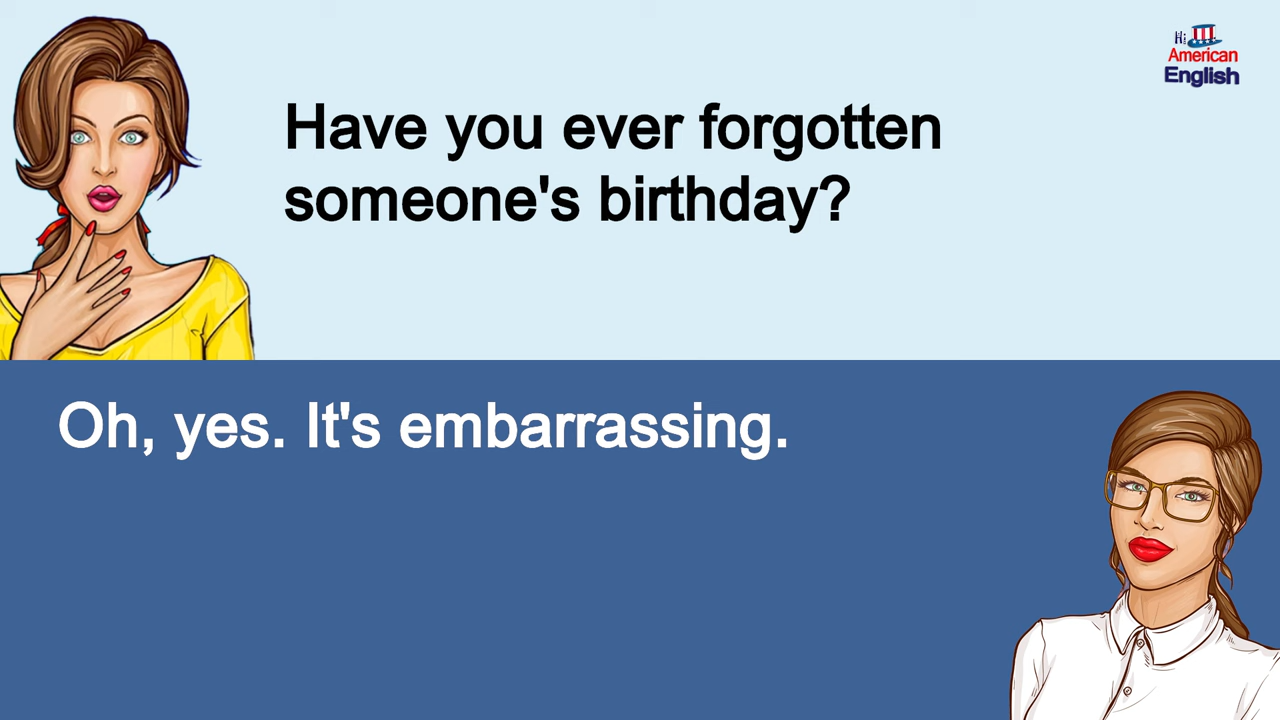 Hi
American
English
Have you ever forgotten
someone's birthday?
Oh, yes. It's embarrassing.